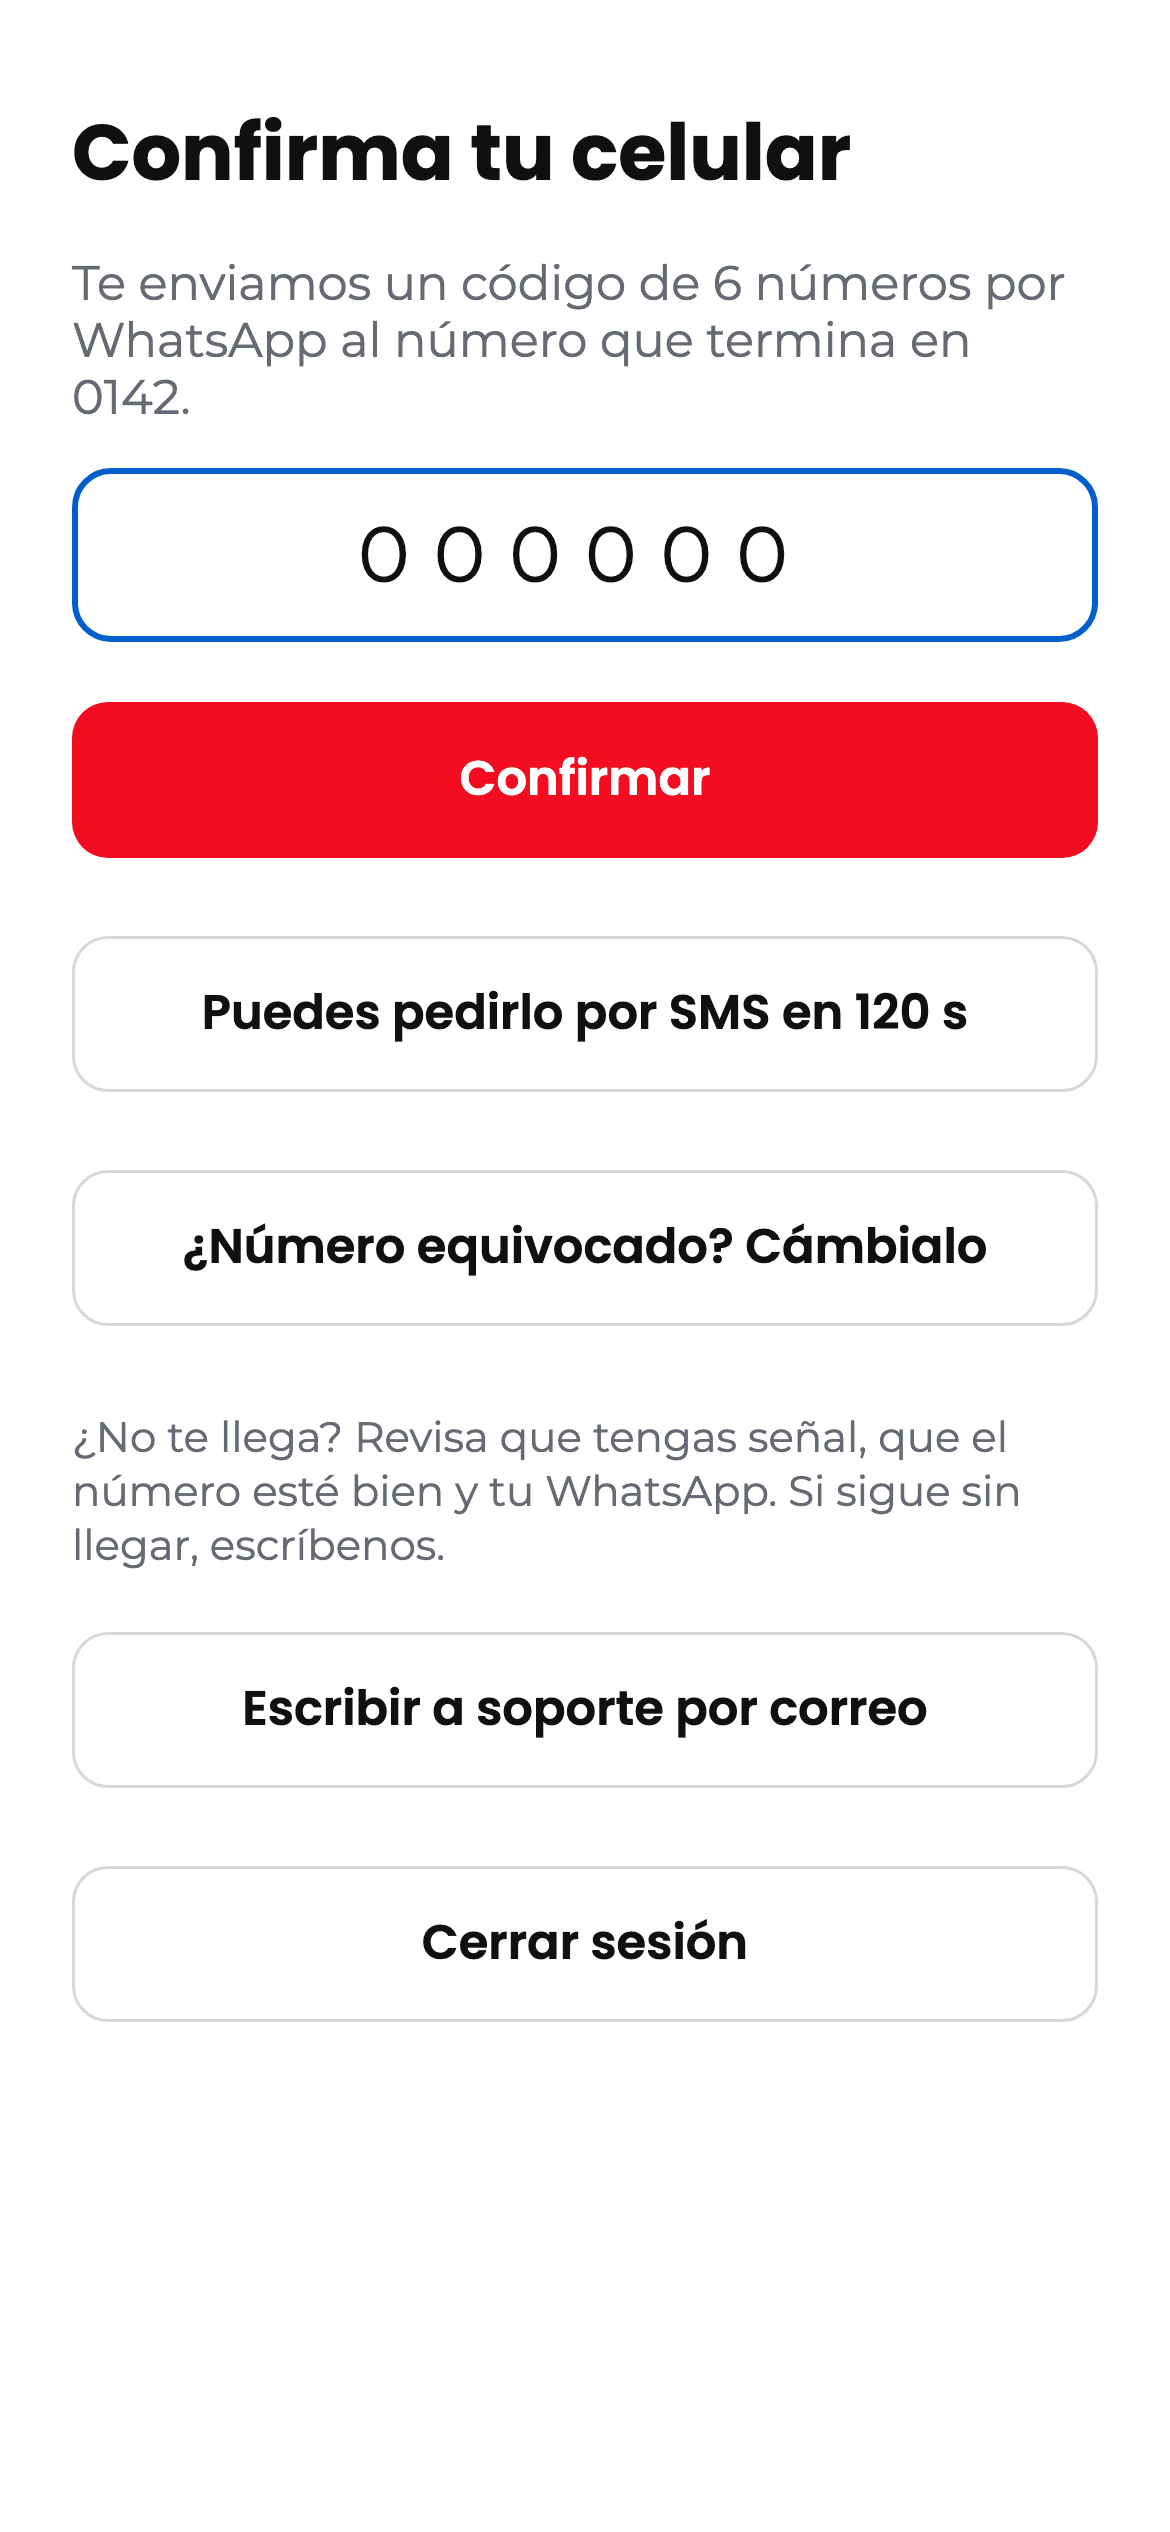 Confirma tu celular
Te enviamos un código de 6 números por
WhatsApp al número que termina en
0142.
0 0 0 0 0 0
Confirmar
Puedes pedirlo por SMS en 120 s
¿Número equivocado? Cámbialo
¿No te llega? Revisa que tengas señal, que el
número esté bien y tu WhatsApp. Si sigue sin
llegar, escríbenos.
Escribir a soporte por correo
Cerrar sesión